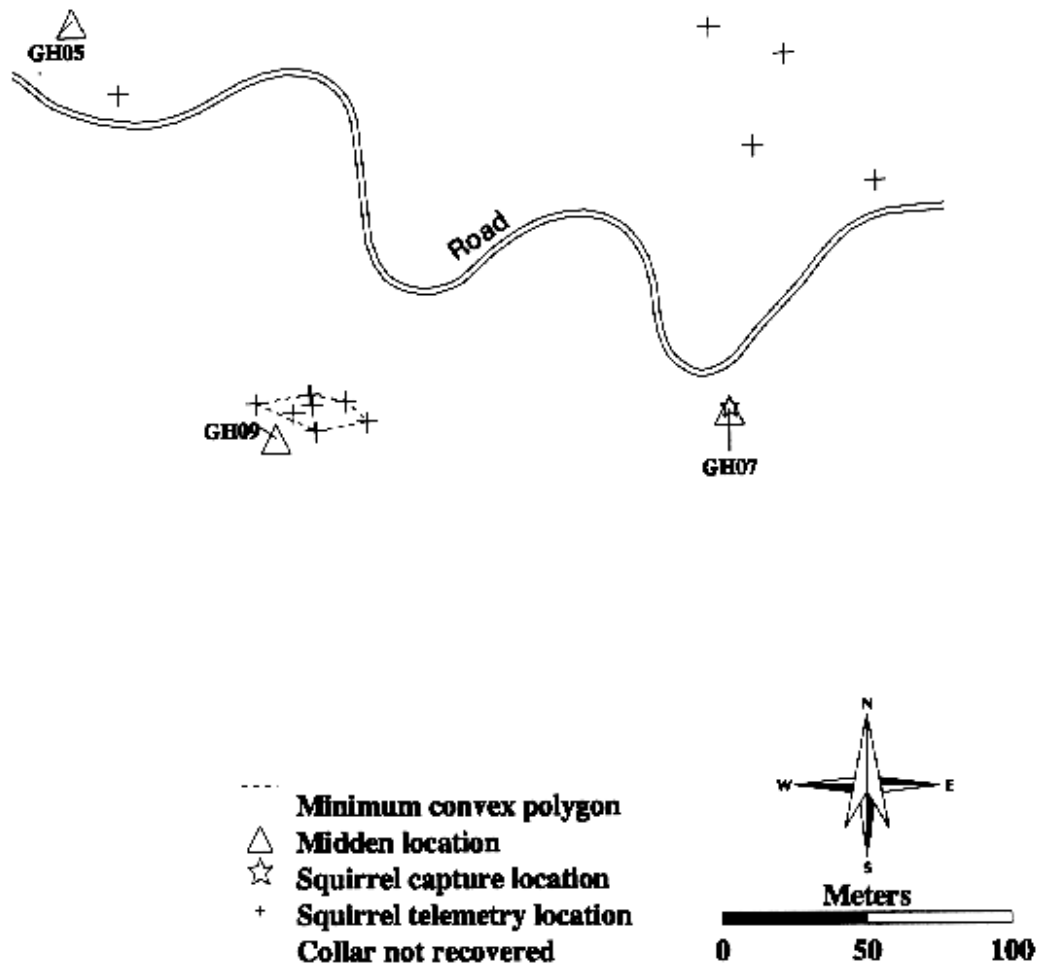 GH05
Road
GH09
GH07
N
W E
S
Minimum convex polygon
Midden location
Squirrel capture location
Squirrel telemetry location
Collar not recovered
Meters
0 50 100